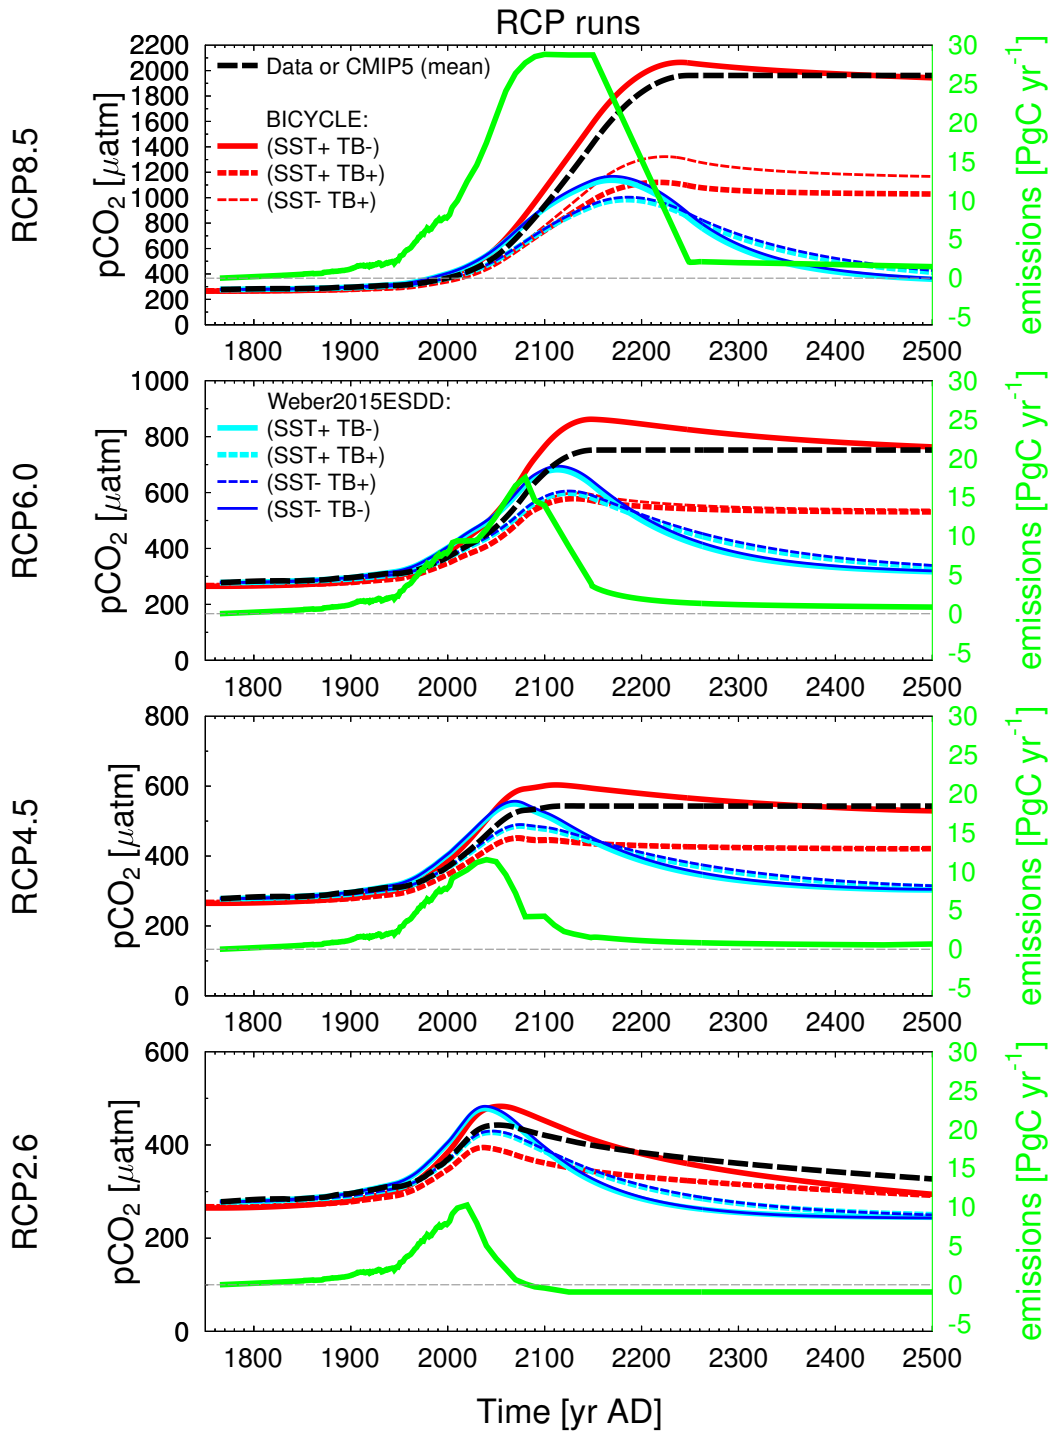 RCP runs
RCP8.5
pCO2 [μatm]
2200
2000
1800
1600
1400
1200
1000
800
600
400
200
0
Data or CMIP5 (mean)
BICYCLE:
(SST+ TB-)
(SST+ TB+)
(SST- TB+)
30
25
20
15
10
5
0
-5
emissions [PgC yr-1]
1800 1900 2000 2100 2200 2300 2400 2500
RCP6.0
pCO2 [μatm]
1000
800
600
400
200
0
Weber2015ESDD:
(SST+ TB-)
(SST+ TB+)
(SST- TB+)
(SST- TB-)
30
25
20
15
10
5
0
-5
emissions [PgC yr-1]
1800 1900 2000 2100 2200 2300 2400 2500
RCP4.5
pCO2 [μatm]
800
600
400
200
0
30
25
20
15
10
5
0
-5
emissions [PgC yr-1]
1800 1900 2000 2100 2200 2300 2400 2500
RCP2.6
pCO2 [μatm]
600
400
200
0
30
25
20
15
10
5
0
-5
emissions [PgC yr-1]
1800 1900 2000 2100 2200 2300 2400 2500
Time [yr AD]